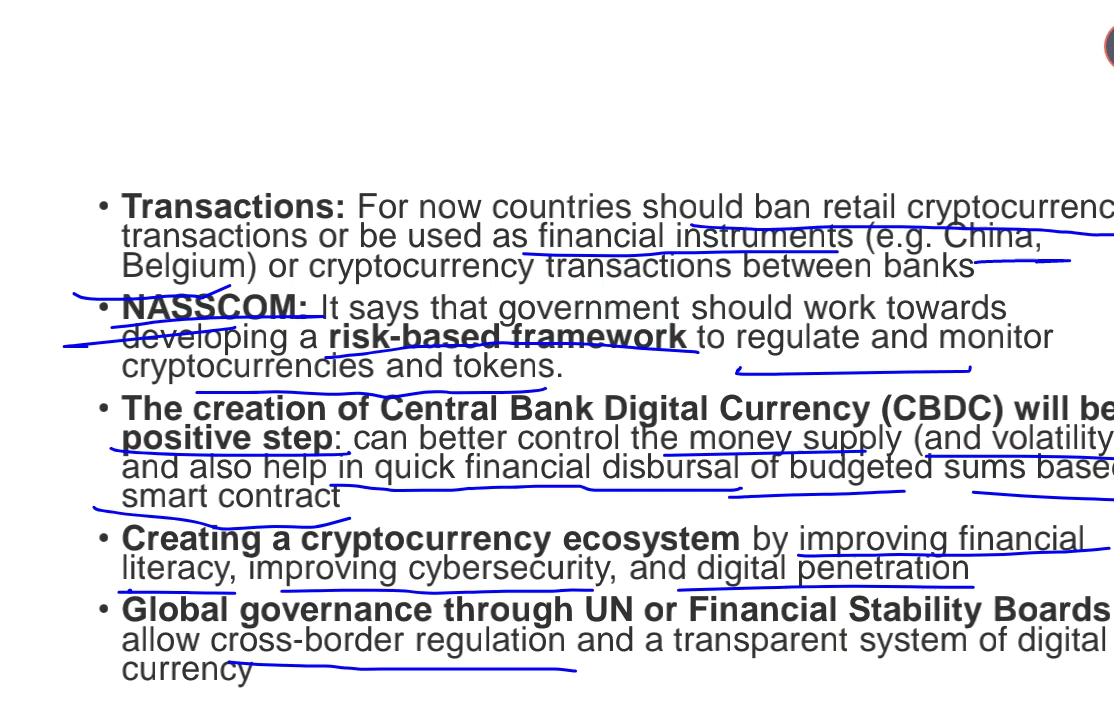 • Transactions: For now countries should ban retail cryptocurrenc
transactions or be used as financial instruments (e.g. China,
Belgium) or cryptocurrency transactions between banks
• NASSCOM: It says that government should work towards
developing a risk-based framework to regulate and monitor
cryptocurrencies and tokens.
• The creation of Central Bank Digital Currency (CBDC) will be
positive step: can better control the money supply (and volatility
and also help in quick financial disbursal of budgeted sums based
smart contract
• Creating a cryptocurrency ecosystem by improving financial
literacy, improving cybersecurity, and digital penetration
• Global governance through UN or Financial Stability Boards
allow cross-border regulation and a transparent system of digital
currency